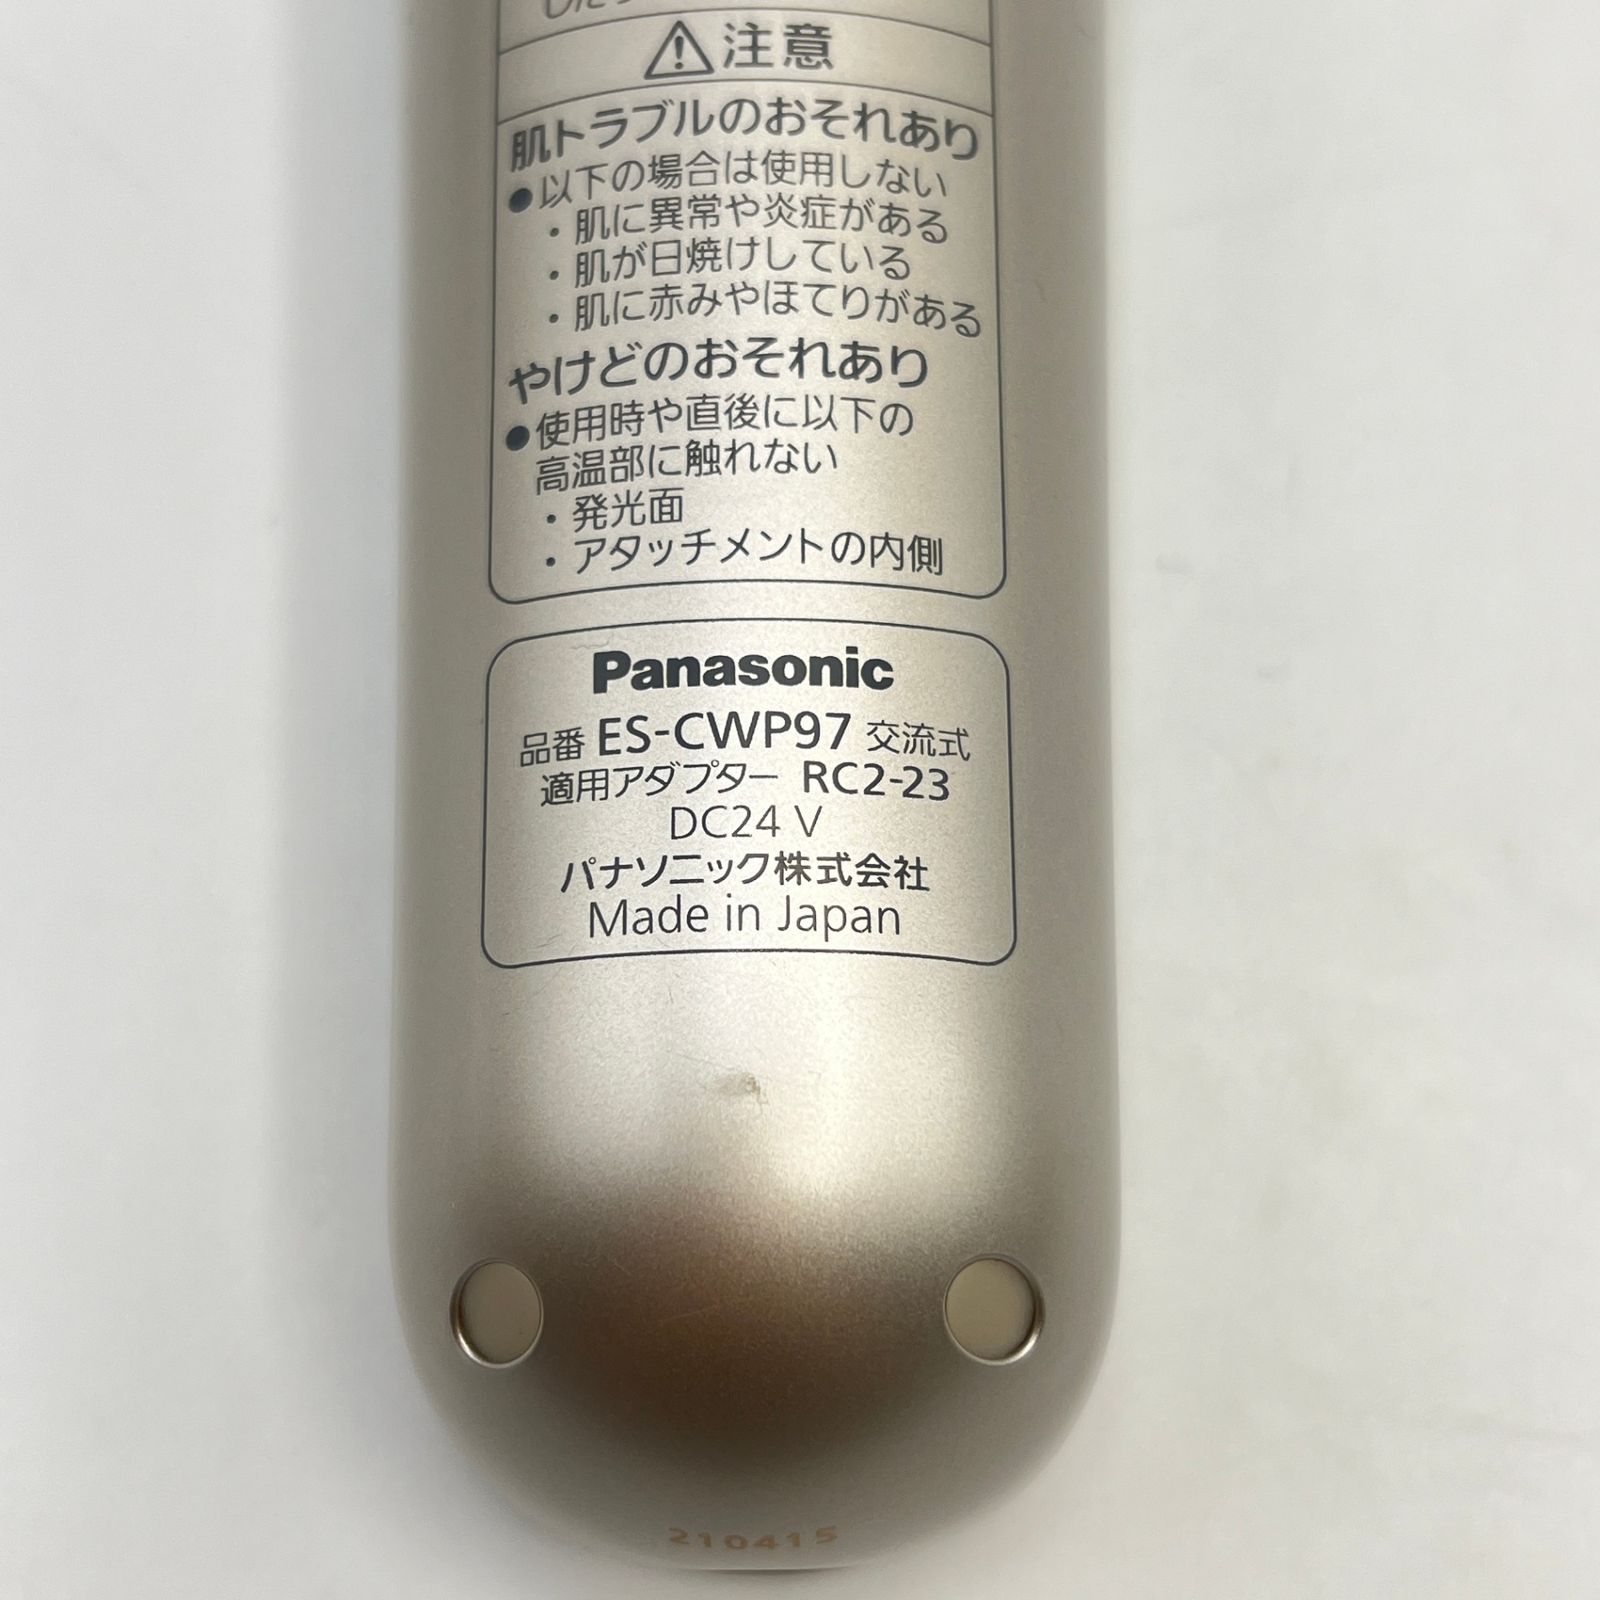 ⚠注意
肌トラブルのおそれあり
●以下の場合は使用しない
・肌に異常や炎症がある
・肌が日焼けしている
・肌に赤みやほてりがある
やけどのおそれあり
●使用時や直後に以下の
高温部に触れない
・発光面
・アタッチメントの内側
Panasonic
品番 ES-CWP97 交流式
適用アダプター RC2-23
DC24 V
パナソニック株式会社
Made in Japan
210415